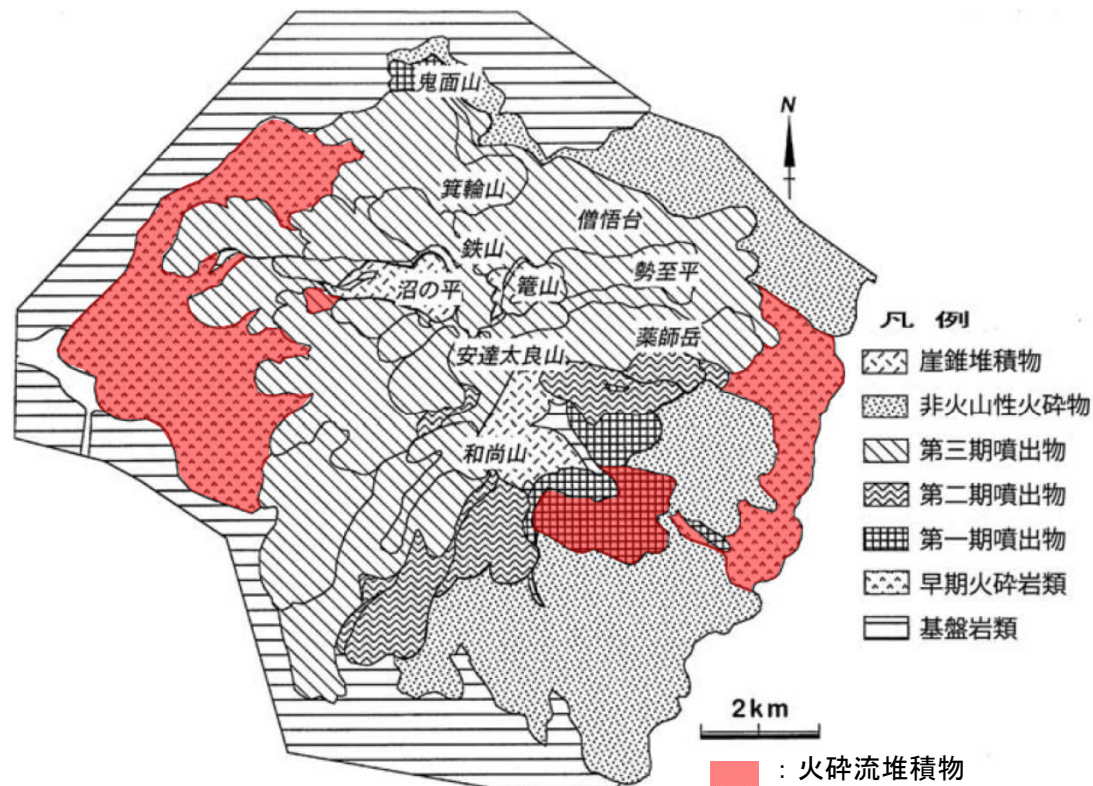 鬼面山
N
箕輪山
僧悟台
鉄山
勢至平
沼の平
篭山
安達太良山
薬師岳
和尚山
凡 例
崖錐堆積物
非火山性火砕物
第三期噴出物
第二期噴出物
第一期噴出物
早期火砕岩類
基盤岩類
2km
:火砕流堆積物